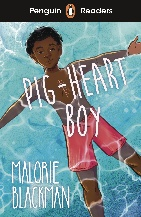 Penguin Readers
PIG-HEART
BOY
MALORIE
BLACKMAN